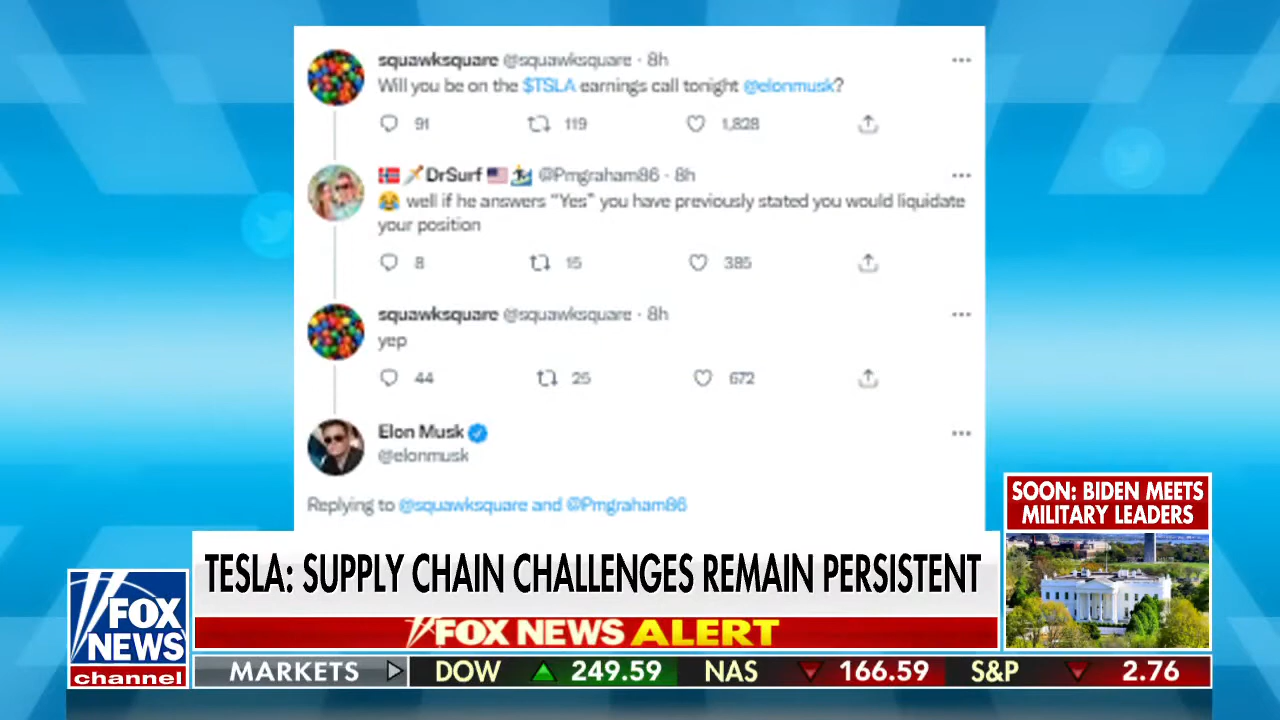 squawksquare @squawksquare · 8h
Will you be on the $TSLA earnings call tonight @elonmusk?
91 119 1,828
DrSurf @Pmgraham86 · 8h
well if he answers "Yes" you have previously stated you would liquidate
your position
8 15 385
squawksquare @squawksquare · 8h
yep
44 25 672
Elon Musk
@elonmusk
Replying to @squawksquare and @Pmgraham86
SOON: BIDEN MEETS
MILITARY LEADERS
TESLA: SUPPLY CHAIN CHALLENGES REMAIN PERSISTENT
FOX NEWS ALERT
FOX
NEWS
channel
MARKETS DOW 249.59 NAS 166.59 S&P 2.76